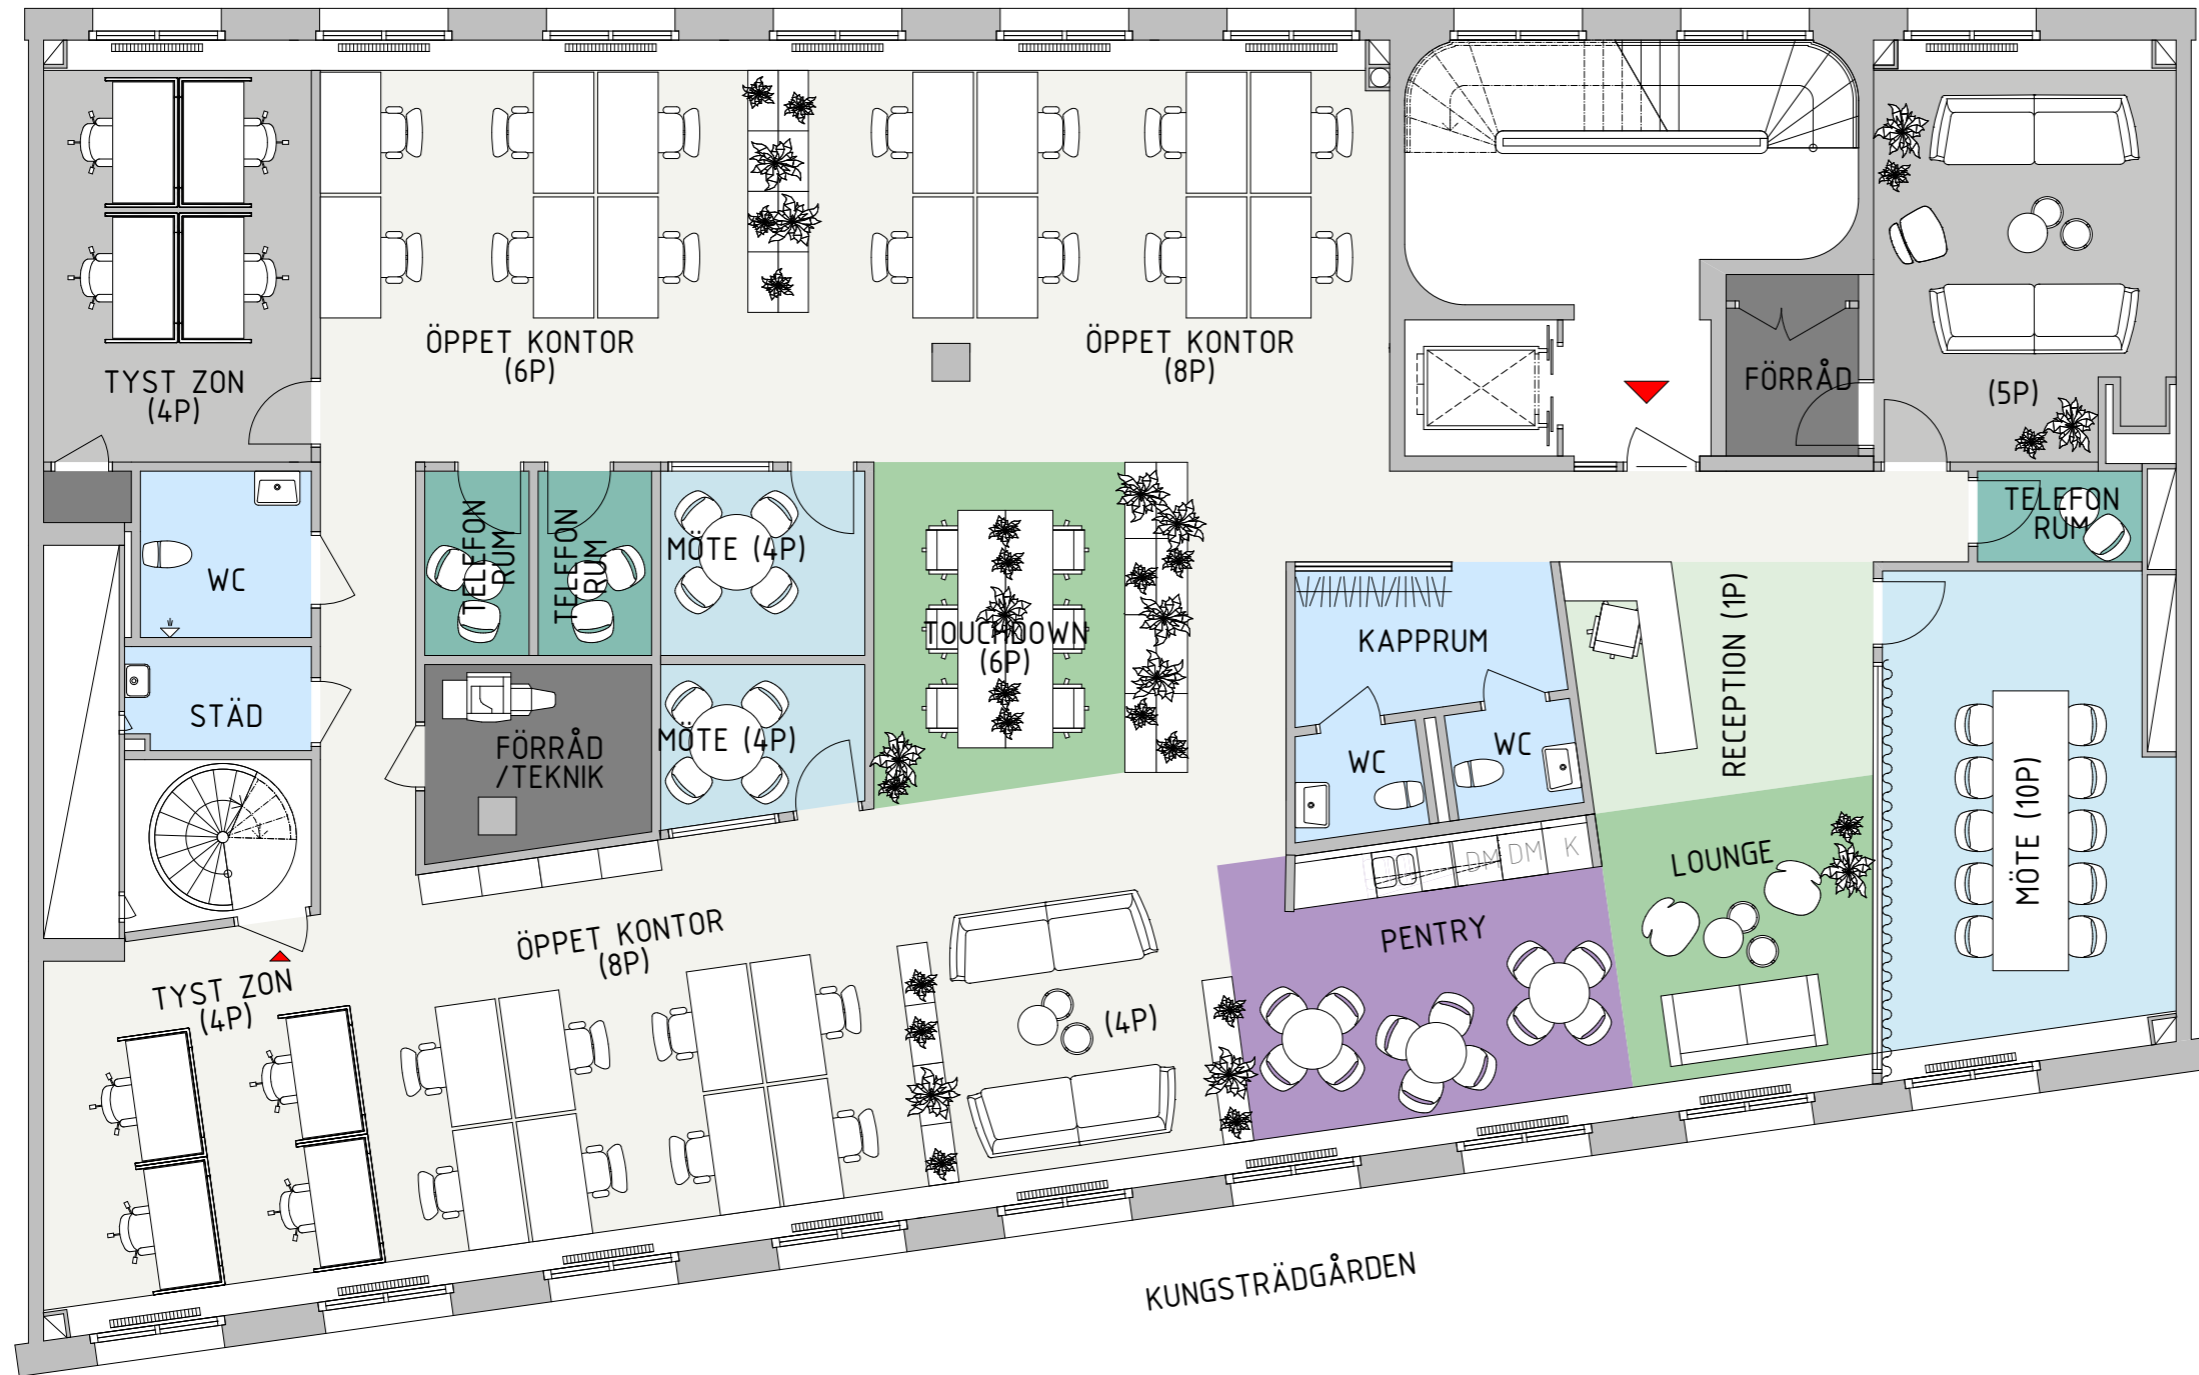 ÖPPET KONTOR
(6P)
ÖPPET KONTOR
(8P)
TYST ZON
(4P)
FÖRRÅD
(5P)
TELEFON
RUM
TELEFON
RUM
MÖTE (4P)
TELEFON
RUM
WC
TOUCHDOWN
(6P)
KAPPRUM
RECEPTION (1P)
STÄD
FÖRRÅD
/TEKNIK
MÖTE (4P)
WC
WC
MÖTE (10P)
DM
DM
K
LOUNGE
PENTRY
ÖPPET KONTOR
(8P)
TYST ZON
(4P)
(4P)
KUNGSTRÄDGÅRDEN